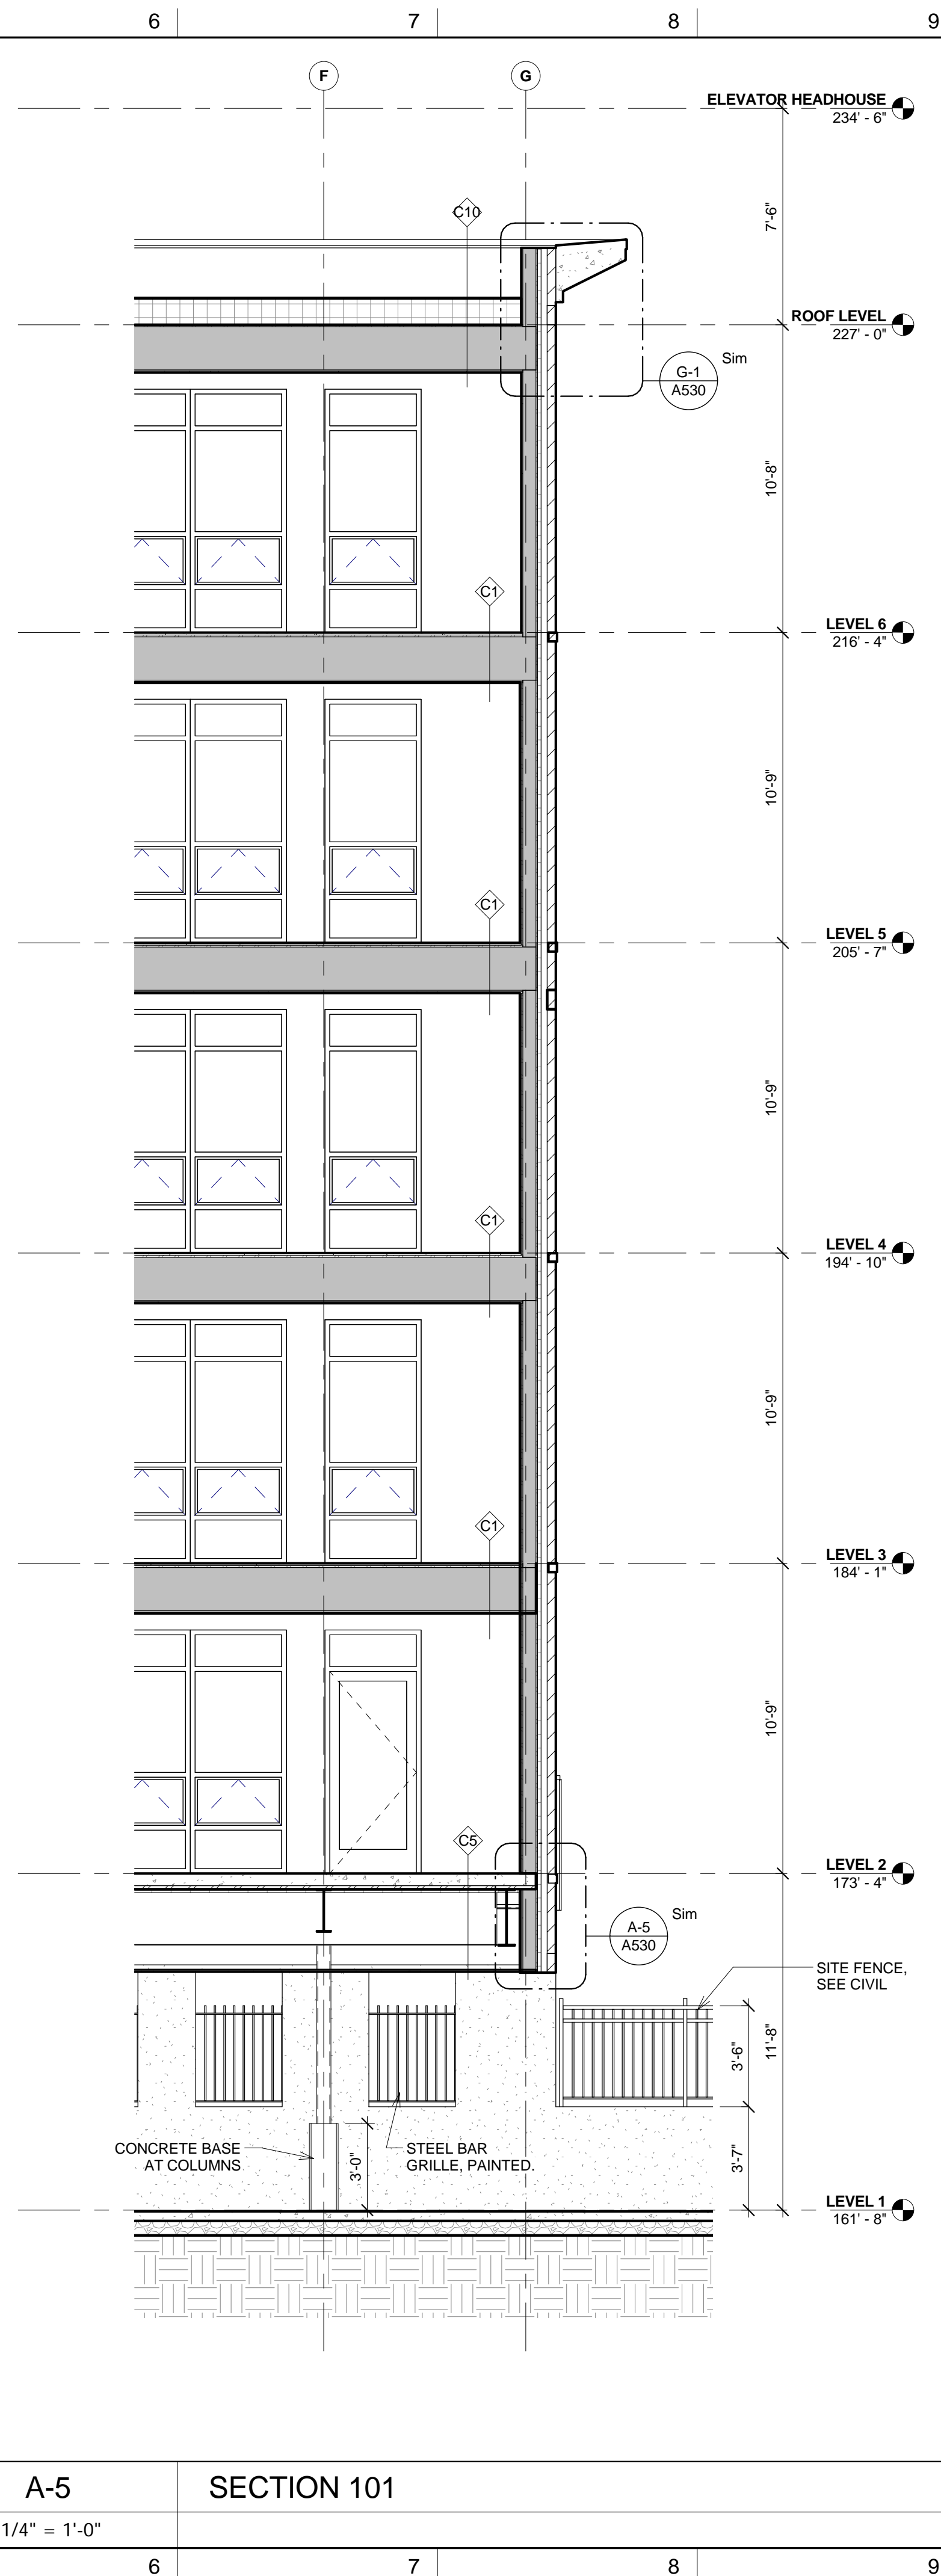 6
7
8
9
F
G
ELEVATOR HEADHOUSE
234' - 6"
7'-6"
C10
ROOF LEVEL
227' - 0"
Sim
G-1
A530
10'-8"
C1
LEVEL 6
216' - 4"
10'-9"
C1
LEVEL 5
205' - 7"
10'-9"
C1
LEVEL 4
194' - 10"
10'-9"
C1
LEVEL 3
184' - 1"
10'-9"
C5
LEVEL 2
173' - 4"
Sim
A-5
A530
SITE FENCE,
SEE CIVIL
3'-6"
11'-8"
CONCRETE BASE
AT COLUMNS
3'-0"
STEEL BAR
GRILLE, PAINTED.
3'-7"
LEVEL 1
161' - 8"
A-5
SECTION 101
1/4" = 1'-0"
6
7
8
9